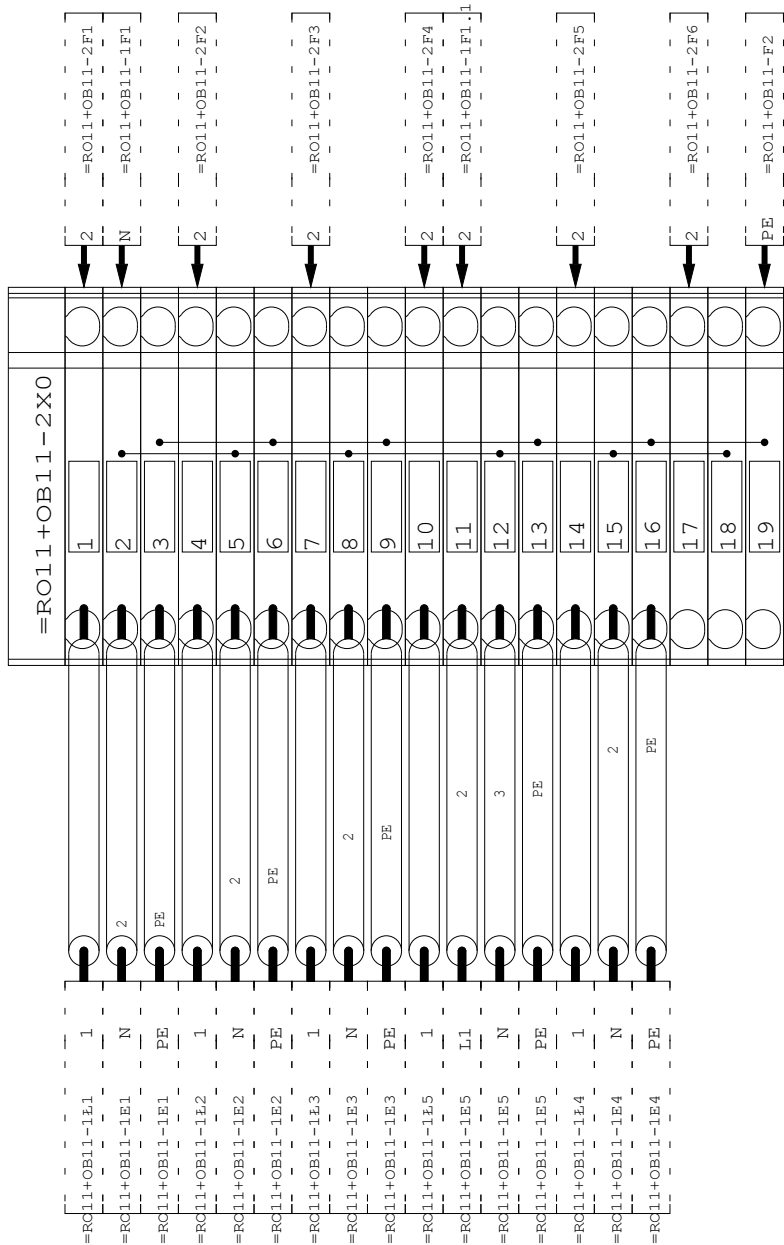 =RO11+OB11-2F1
=RO11+OB11-1F1
=RO11+OB11-2F2
=RO11+OB11-2F3
=RO11+OB11-2F4
=RO11+OB11-1F1.1
=RO11+OB11-2F5
=RO11+OB11-2F6
=RO11+OB11-F2
2
N
2
2
2
2
2
2
PE
=RO11+OB11-2X0
1
2
3
4
5
6
7
8
9
10
11
12
13
14
15
16
17
18
19
2
PE
2
PE
2
PE
2
3
PE
2
PE
1
N
PE
1
N
PE
1
N
PE
1
L1
N
PE
1
N
PE
=RO11+OB11-1Ł1
=RO11+OB11-1E1
=RO11+OB11-1E1
=RO11+OB11-1Ł2
=RO11+OB11-1E2
=RO11+OB11-1E2
=RO11+OB11-1Ł3
=RO11+OB11-1E3
=RO11+OB11-1E3
=RO11+OB11-1Ł5
=RO11+OB11-1E5
=RO11+OB11-1E5
=RO11+OB11-1E5
=RO11+OB11-1Ł4
=RO11+OB11-1E4
=RO11+OB11-1E4